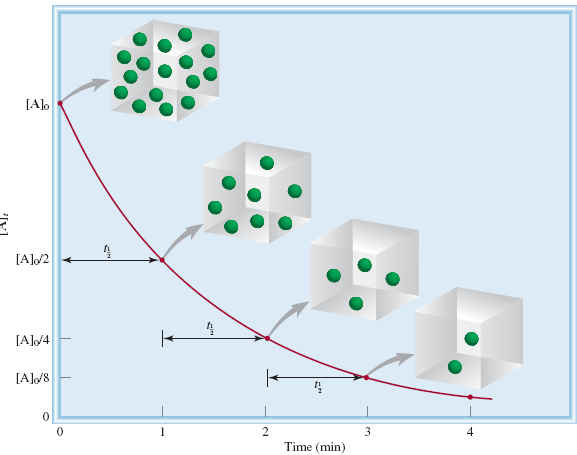 [A]₀
[A]ₜ
[A]₀/2
t½
[A]₀/4
t½
[A]₀/8
t½
0
0 1 2 3 4
Time (min)